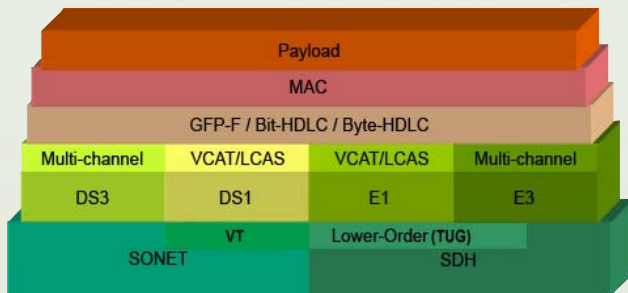 Payload
MAC
GFP-F / Bit-HDLC / Byte-HDLC
Multi-channel VCAT/LCAS VCAT/LCAS Multi-channel
DS3 DS1 E1 E3
VT Lower-Order (TUG)
SONET SDH